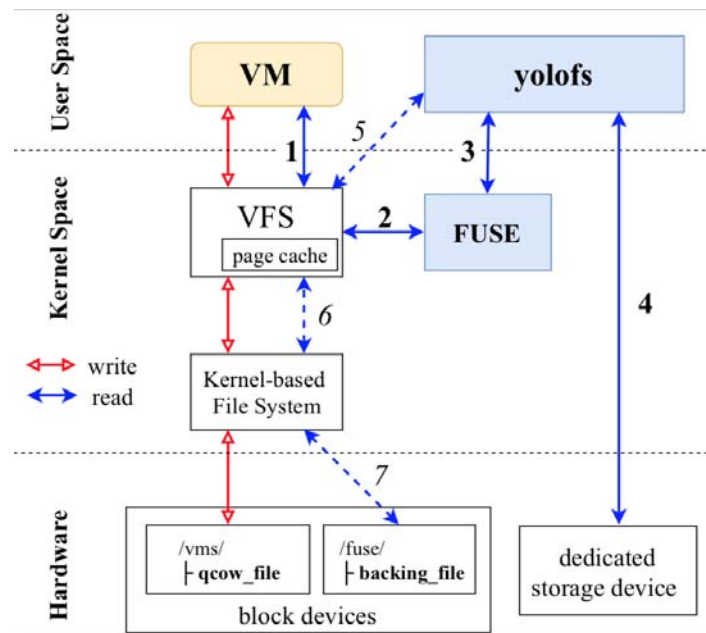 User Space
VM
yolofs
5
1
3
Kernel Space
VFS
page cache
2
FUSE
6
4
write
read
Kernel-based
File System
7
Hardware
/vms/
├ qcow_file
/fuse/
├ backing_file
block devices
dedicated
storage device